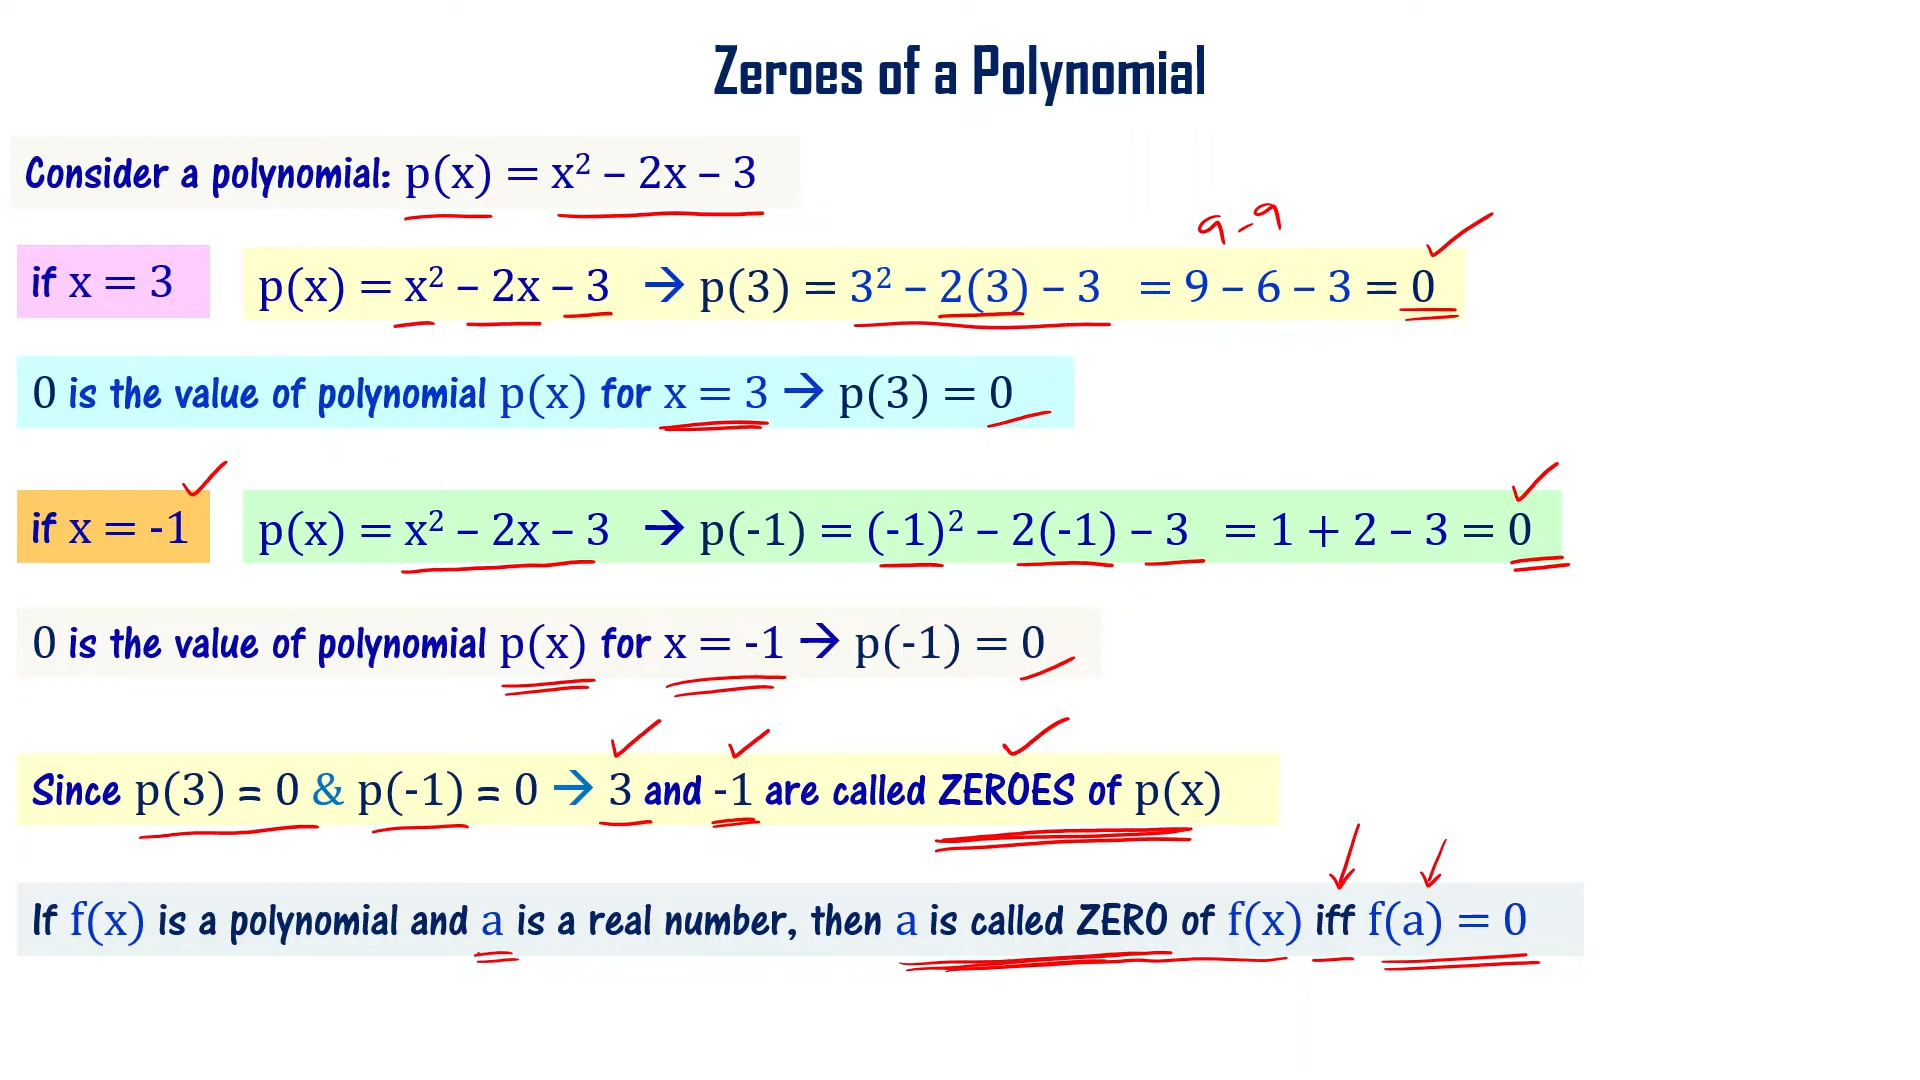 Zeroes of a Polynomial
Consider a polynomial: p(x) = x² – 2x – 3
9 - 9
if x = 3 p(x) = x² – 2x – 3 → p(3) = 3² – 2(3) – 3 = 9 – 6 – 3 = 0
0 is the value of polynomial p(x) for x = 3 → p(3) = 0
if x = -1 p(x) = x² – 2x – 3 → p(-1) = (-1)² – 2(-1) – 3 = 1 + 2 – 3 = 0
0 is the value of polynomial p(x) for x = -1 → p(-1) = 0
Since p(3) = 0 & p(-1) = 0 → 3 and -1 are called ZEROES of p(x)
If f(x) is a polynomial and a is a real number, then a is called ZERO of f(x) iff f(a) = 0